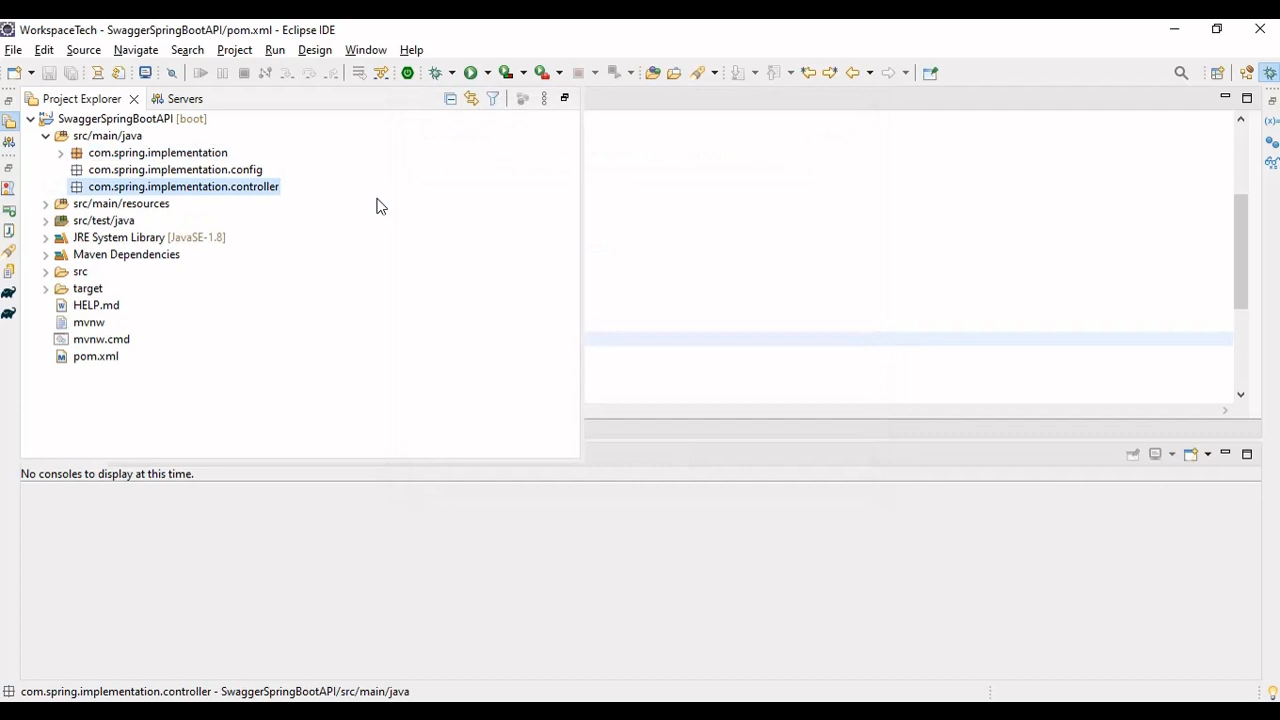 WorkspaceTech - SwaggerSpringBootAPI/pom.xml - Eclipse IDE
File Edit Source Navigate Search Project Run Design Window Help
Project Explorer Servers
SwaggerSpringBootAPI [boot]
src/main/java
com.spring.implementation
com.spring.implementation.config
com.spring.implementation.controller
src/main/resources
src/test/java
JRE System Library [JavaSE-1.8]
Maven Dependencies
src
target
HELP.md
mvnw
mvnw.cmd
pom.xml
No consoles to display at this time.
com.spring.implementation.controller - SwaggerSpringBootAPI/src/main/java